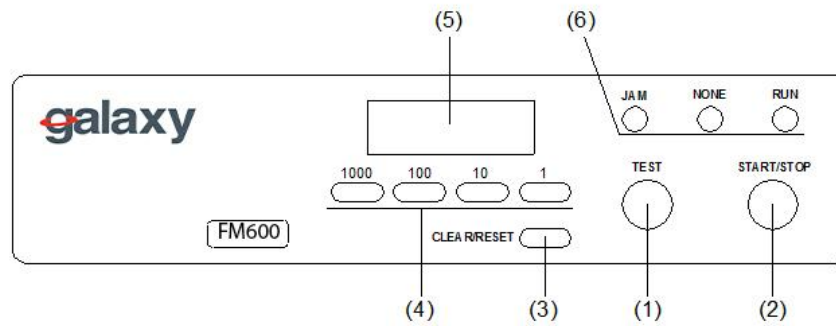 (5)
(6)
galaxy
JAM NONE RUN
1000 100 10 1
TEST START/STOP
FM600
CLEAR/RESET
(4) (3) (1) (2)